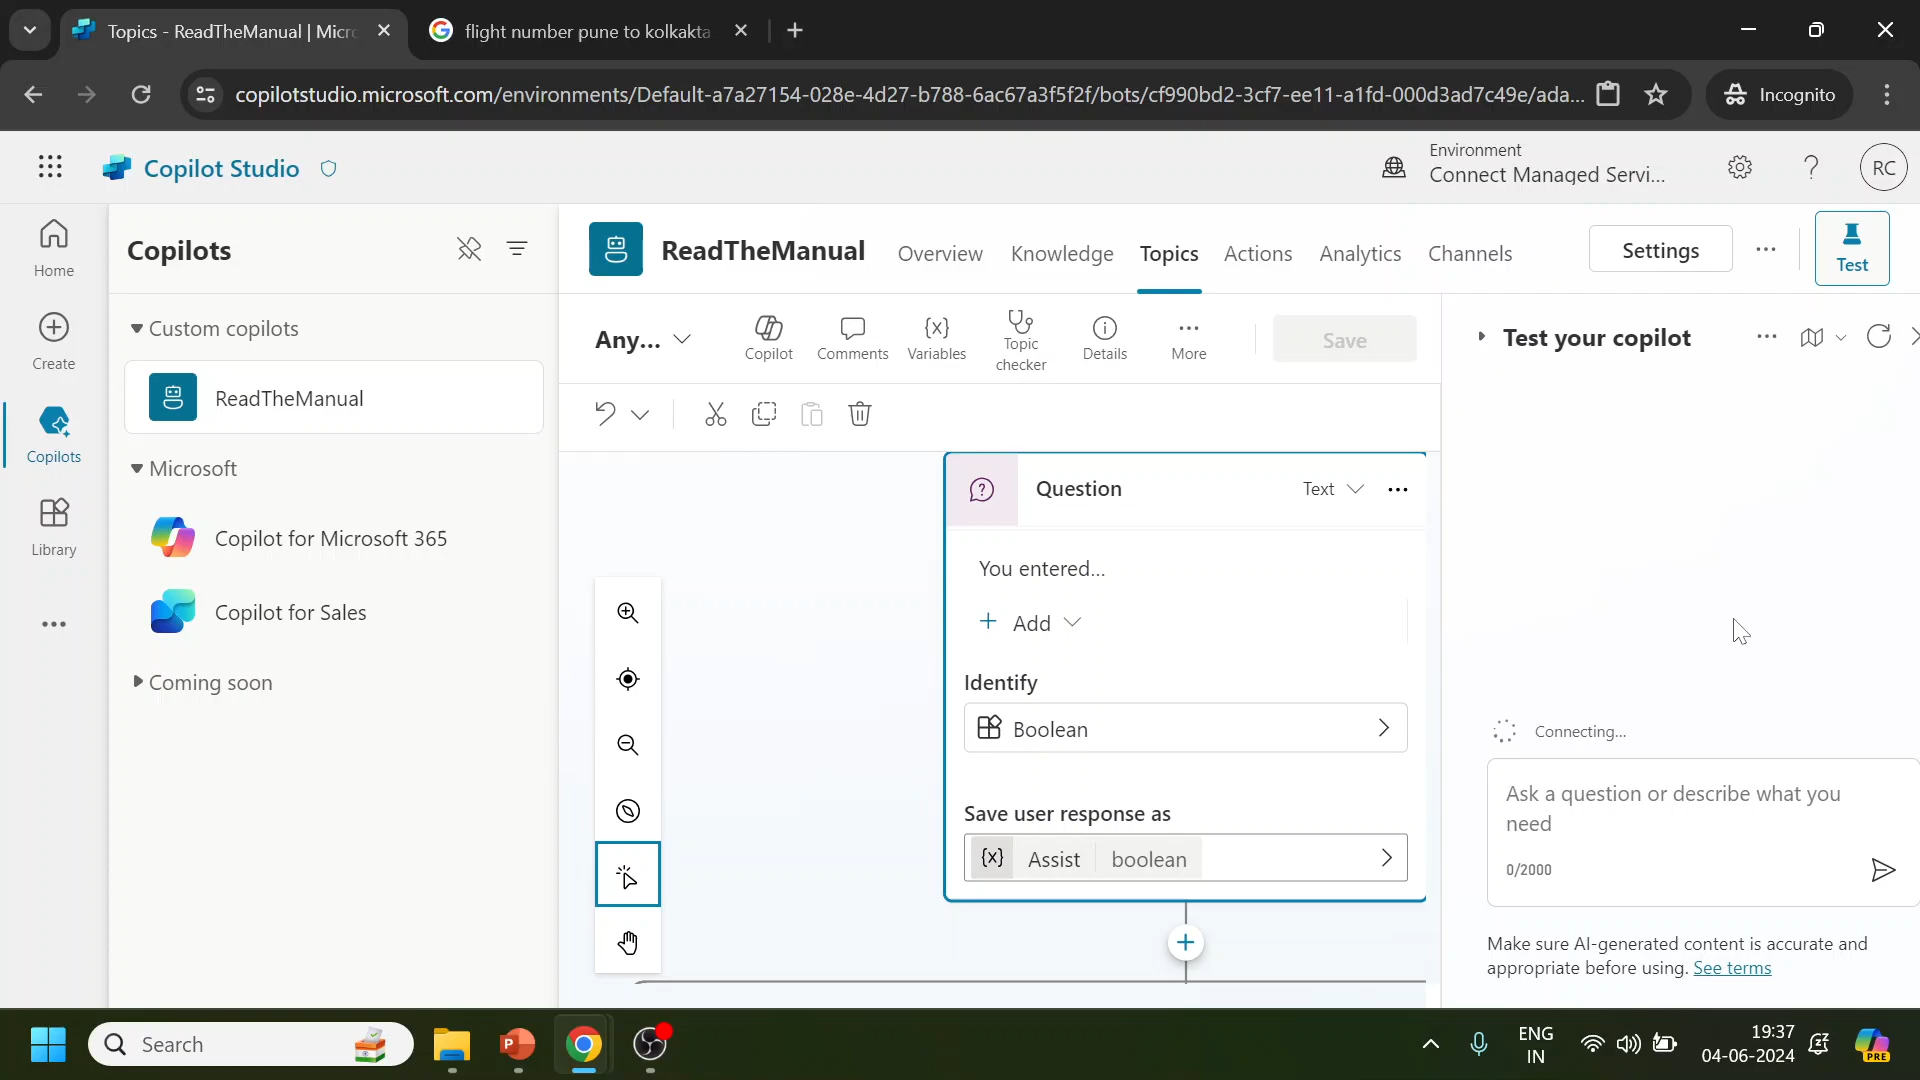 Topics - ReadTheManual | Micr
flight number pune to kolkakta
copilotstudio.microsoft.com/environments/Default-a7a27154-028e-4d27-b788-6ac67a3f5f2f/bots/cf990bd2-3cf7-ee11-a1fd-000d3ad7c49e/ada...
Incognito
Copilot Studio
Environment
Connect Managed Servi...
RC
Home
Create
Copilots
Library
Copilots
Custom copilots
ReadTheManual
Microsoft
Copilot for Microsoft 365
Copilot for Sales
Coming soon
ReadTheManual
Overview
Knowledge
Topics
Actions
Analytics
Channels
Settings
Test
Any...
Copilot
Comments
Variables
Topic
checker
Details
More
Save
Question
Text
You entered...
Add
Identify
Boolean
Save user response as
{x} Assist boolean
Test your copilot
Connecting...
Ask a question or describe what you
need
0/2000
Make sure AI-generated content is accurate and
appropriate before using. See terms
Search
ENG
IN
19:37
04-06-2024
PRE